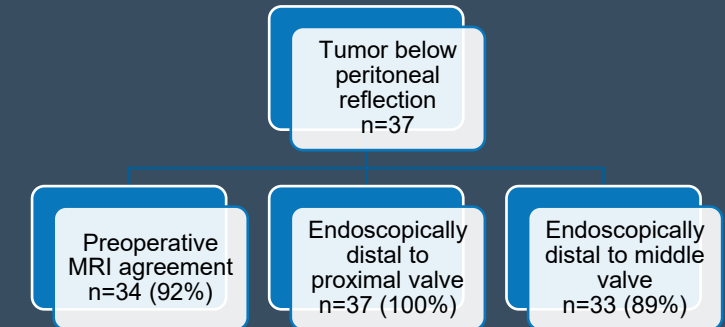 Tumor below
peritoneal
reflection
n=37
Preoperative
MRI agreement
n=34 (92%)
Endoscopically
distal to
proximal valve
n=37 (100%)
Endoscopically
distal to middle
valve
n=33 (89%)